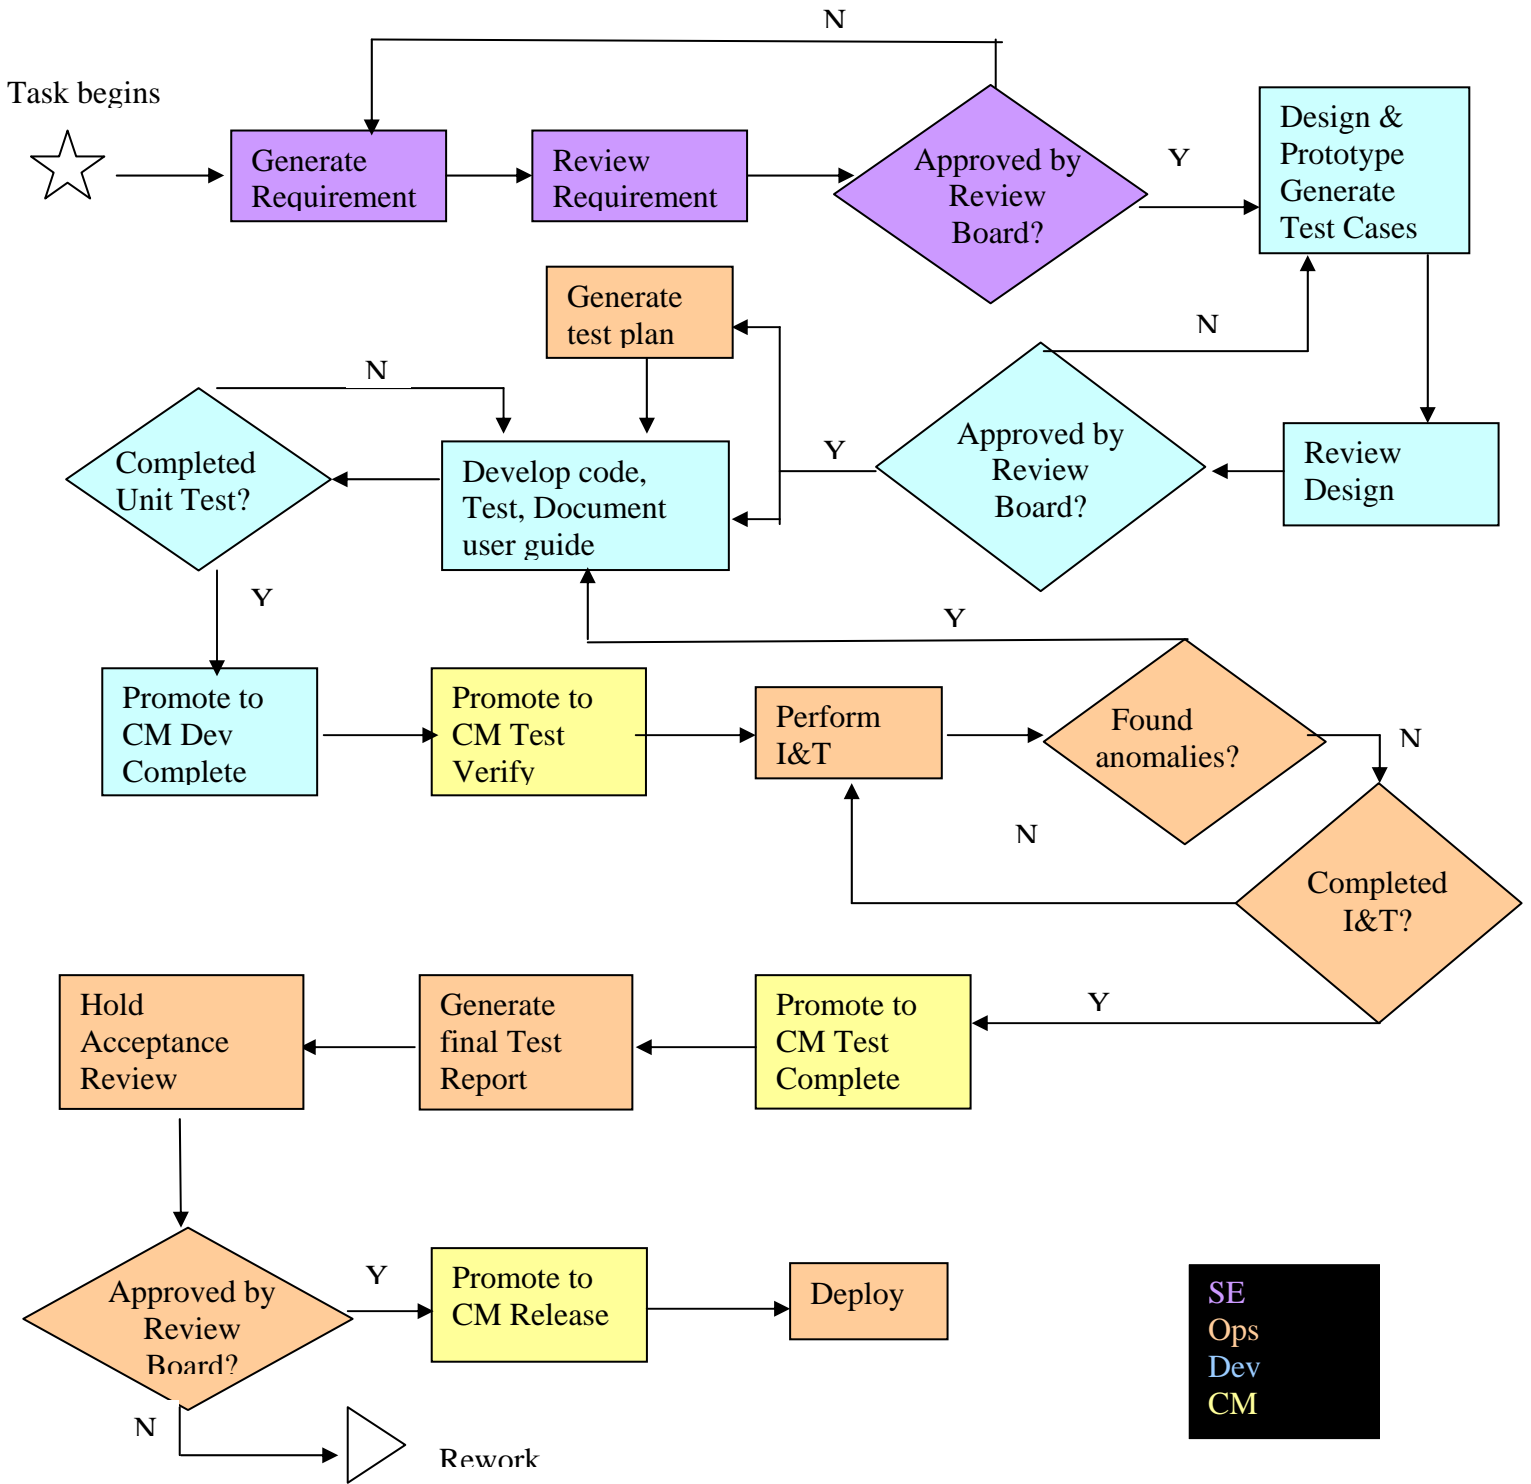 N
Task begins
Generate
Requirement
Review
Requirement
Approved by
Review
Board?
Y
Design &
Prototype
Generate
Test Cases
Generate
test plan
N
N
Completed
Unit Test?
Develop code,
Test, Document
user guide
Y
Approved by
Review
Board?
Review
Design
Y
Y
Promote to
CM Dev
Complete
Promote to
CM Test
Verify
Perform
I&T
Found
anomalies?
N
N
Completed
I&T?
Hold
Acceptance
Review
Generate
final Test
Report
Promote to
CM Test
Complete
Y
Approved by
Review
Board?
Y
Promote to
CM Release
Deploy
SE
Ops
Dev
CM
N
Rework